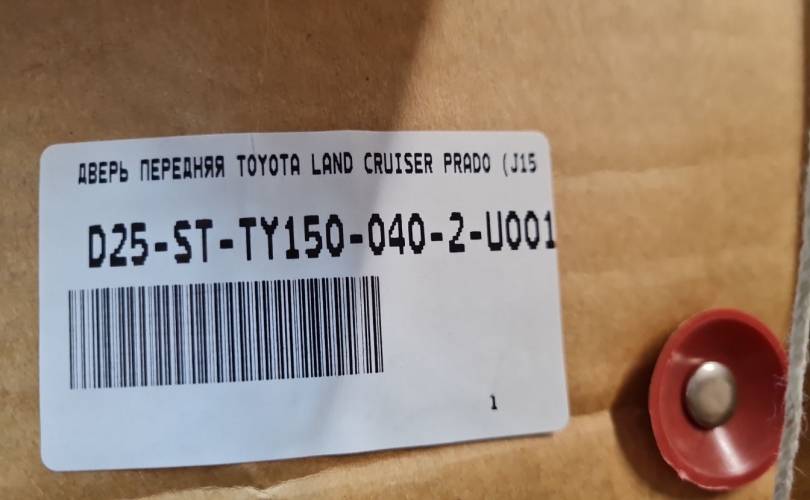 ДВЕРЬ ПЕРЕДНЯЯ TOYOTA LAND CRUISER PRADO (J15
D25-ST-TY150-040-2-U001
1